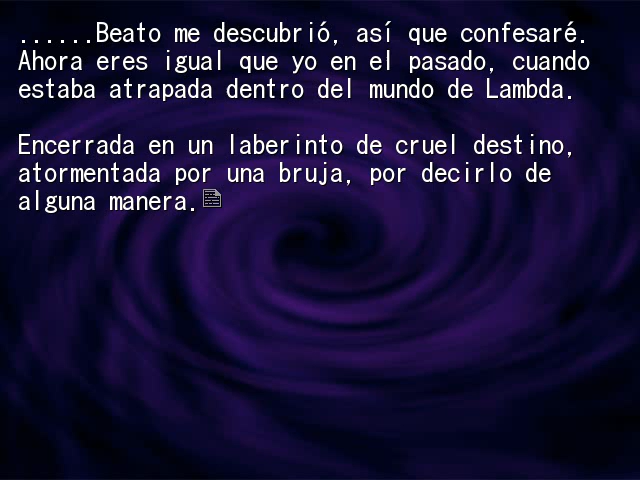 ......Beato me descubrió, así que confesaré.
Ahora eres igual que yo en el pasado, cuando
estaba atrapada dentro del mundo de Lambda.
Encerrada en un laberinto de cruel destino,
atormentada por una bruja, por decirlo de
alguna manera.